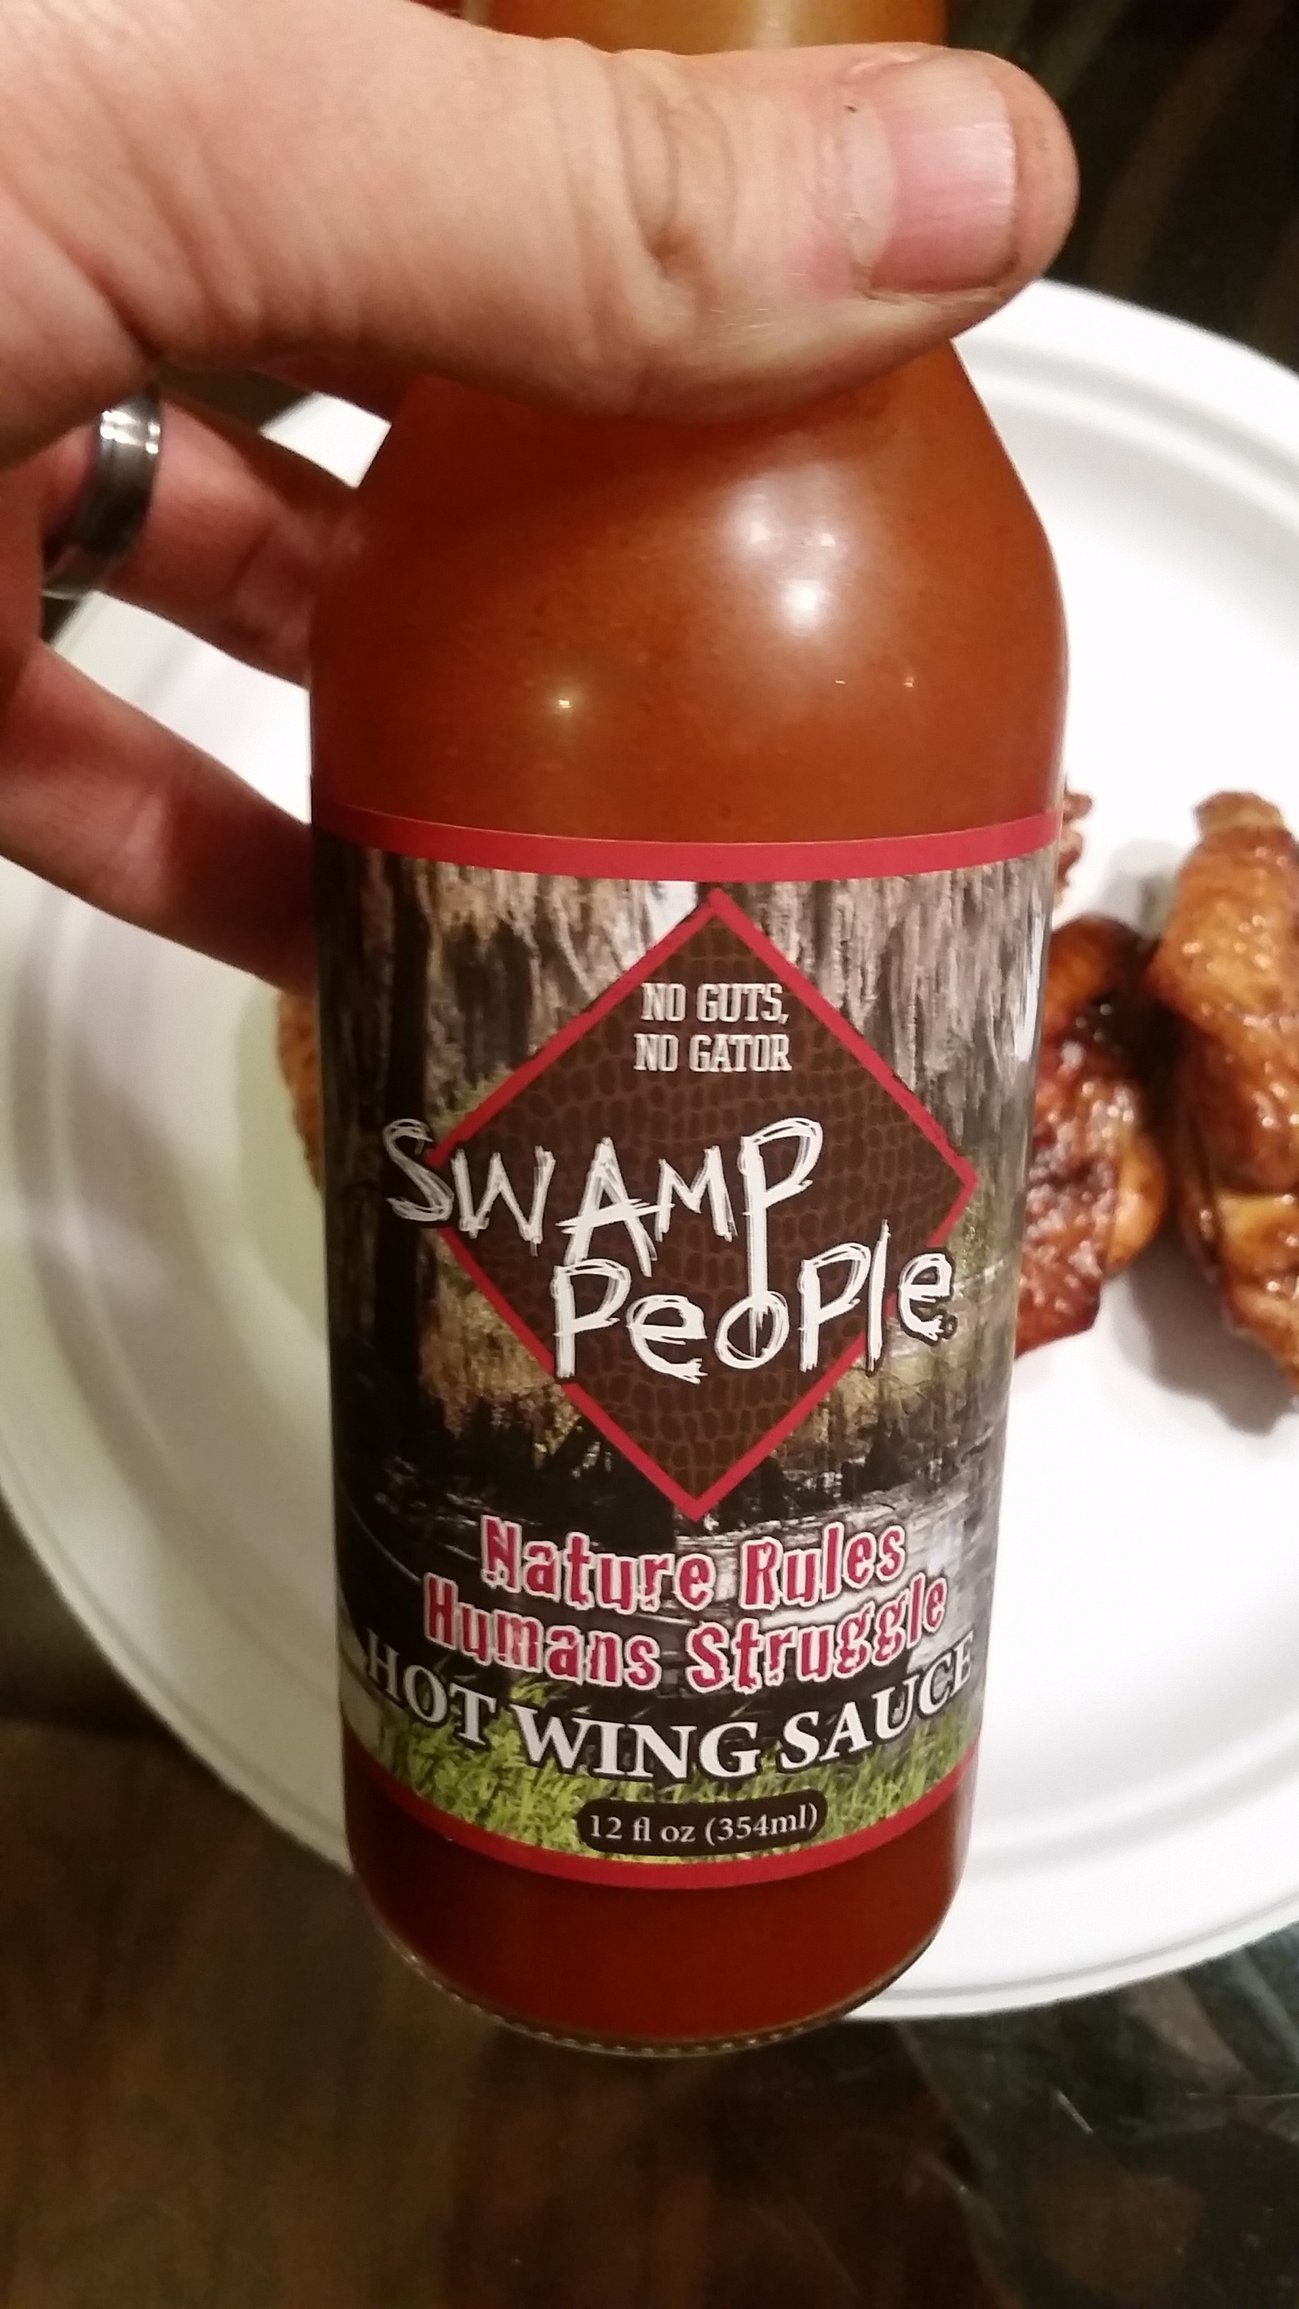 NO GUTS,
NO GATOR
SWAMP
PeoPle
Nature Rules
Humans Struggle
HOT WING SAUCE
12 fl oz (354ml)